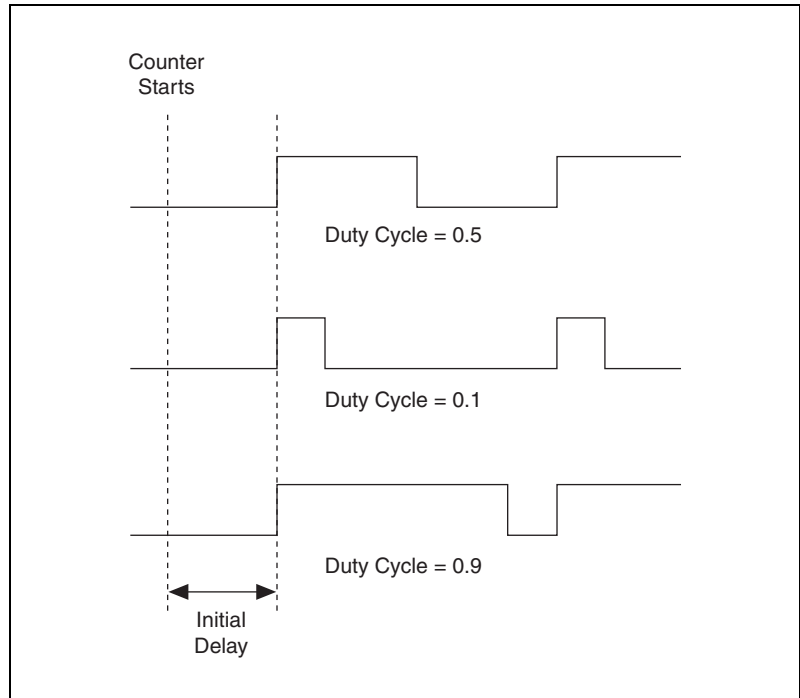 Counter
Starts
Duty Cycle = 0.5
Duty Cycle = 0.1
Duty Cycle = 0.9
Initial
Delay